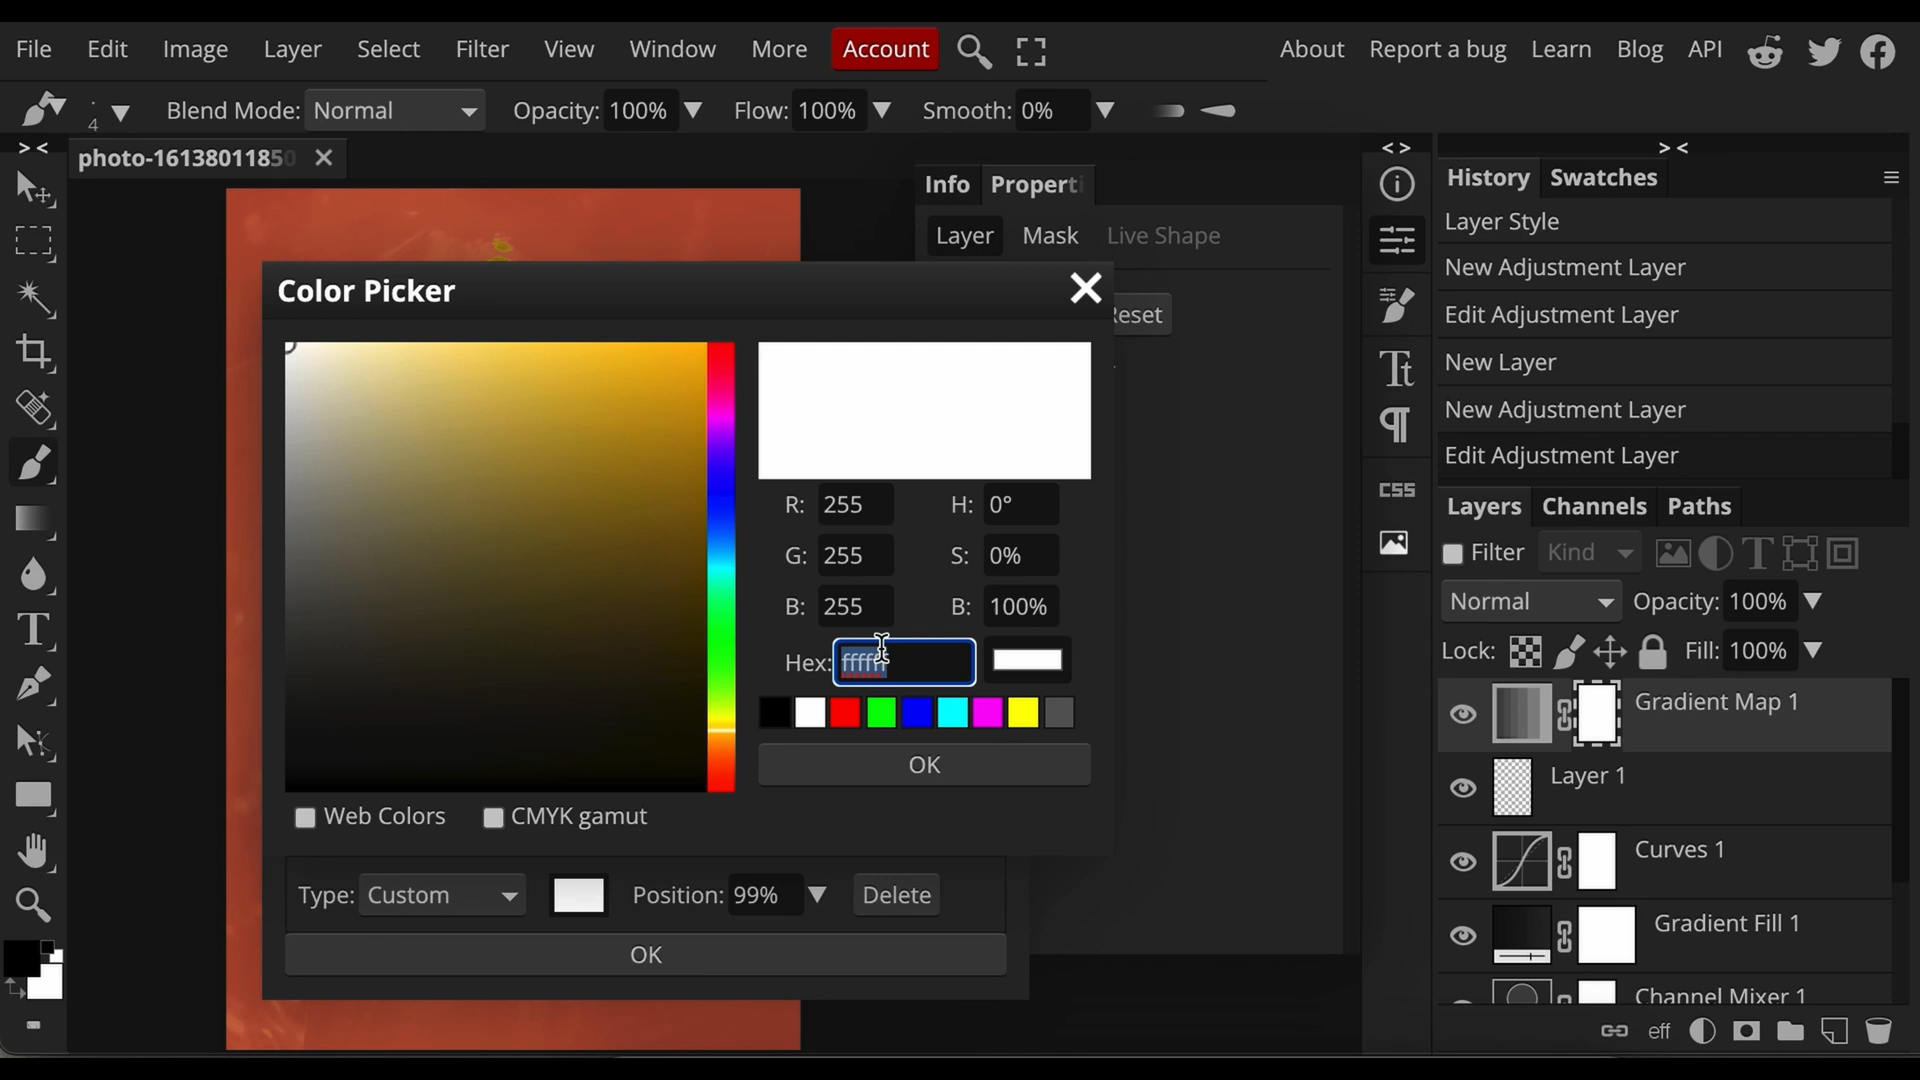 File Edit Image Layer Select Filter View Window More Account About Report a bug Learn Blog API
4 Blend Mode: Normal Opacity: 100% Flow: 100% Smooth: 0%
photo-16138011850
Info Properti
Layer Mask Live Shape
Reset
Color Picker
R: 255 H: 0°
G: 255 S: 0%
B: 255 B: 100%
Hex: ffffff
OK
Web Colors CMYK gamut
Type: Custom Position: 99% Delete
OK
CSS
History Swatches
Layer Style
New Adjustment Layer
Edit Adjustment Layer
New Layer
New Adjustment Layer
Edit Adjustment Layer
Layers Channels Paths
Filter Kind
Normal Opacity: 100%
Lock: Fill: 100%
Gradient Map 1
Layer 1
Curves 1
Gradient Fill 1
Channel Mixer 1
eff